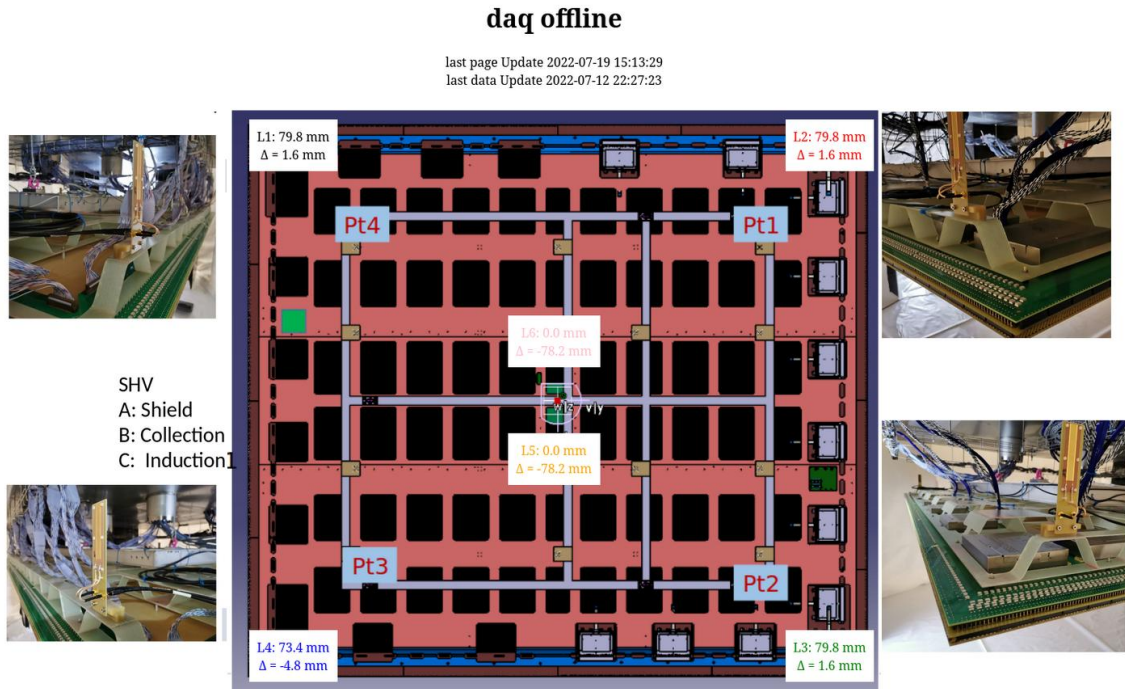 daq offline
last page Update 2022-07-19 15:13:29
last data Update 2022-07-12 22:27:23
L1: 79.8 mm
Δ = 1.6 mm
L2: 79.8 mm
Δ = 1.6 mm
Pt4
Pt1
L6: 0.0 mm
Δ = -78.2 mm
SHV
A: Shield
B: Collection
C: Induction1
w|z v|y
L5: 0.0 mm
Δ = -78.2 mm
Pt3
Pt2
L4: 73.4 mm
Δ = -4.8 mm
L3: 79.8 mm
Δ = 1.6 mm